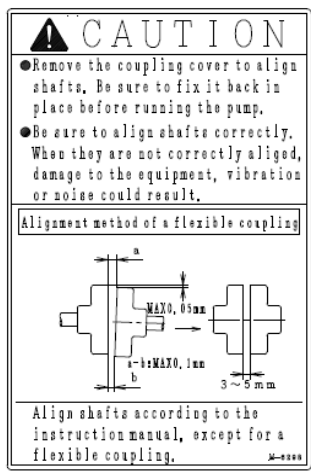 CAUTION
●Remove the coupling cover to align
shafts. Be sure to fix it back in
place before running the pump.
●Be sure to align shafts correctly.
When they are not correctly aliged,
damage to the equipment, vibration
or noise could result.
Alignment method of a flexible coupling
a
MAX0.05mm
a-b:MAX0.1mm
b
3～5mm
Align shafts according to the
instruction manual, except for a
flexible coupling.